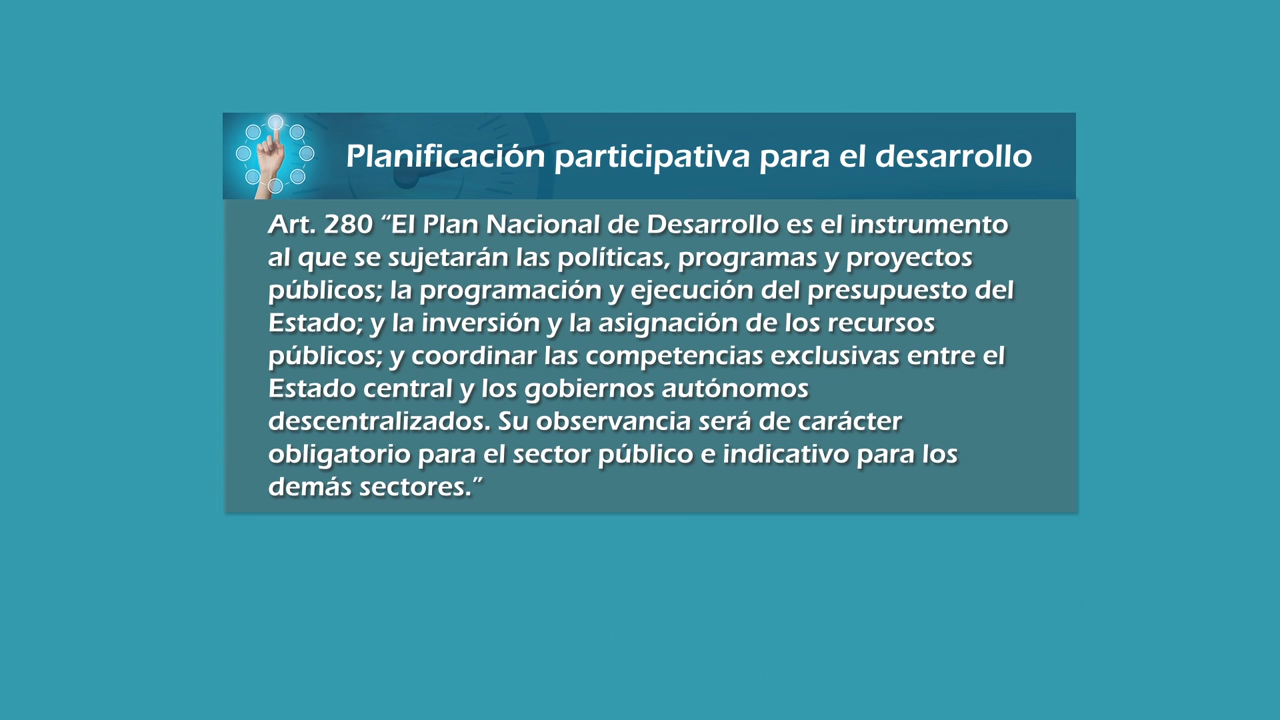 Planificación participativa para el desarrollo
Art. 280 “El Plan Nacional de Desarrollo es el instrumento
al que se sujetarán las políticas, programas y proyectos
públicos; la programación y ejecución del presupuesto del
Estado; y la inversión y la asignación de los recursos
públicos; y coordinar las competencias exclusivas entre el
Estado central y los gobiernos autónomos
descentralizados. Su observancia será de carácter
obligatorio para el sector público e indicativo para los
demás sectores.”